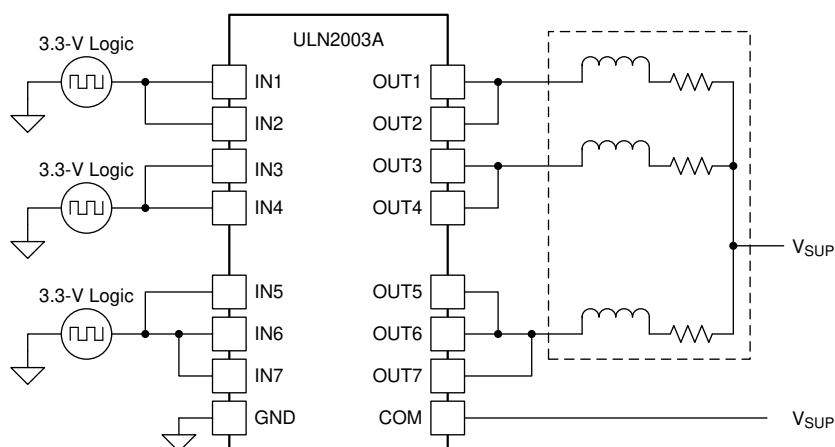 ULN2003A
3.3-V Logic
IN1
OUT1
IN2
OUT2
3.3-V Logic
IN3
OUT3
IN4
OUT4
V_SUP
3.3-V Logic
IN5
OUT5
IN6
OUT6
IN7
OUT7
GND
COM
V_SUP